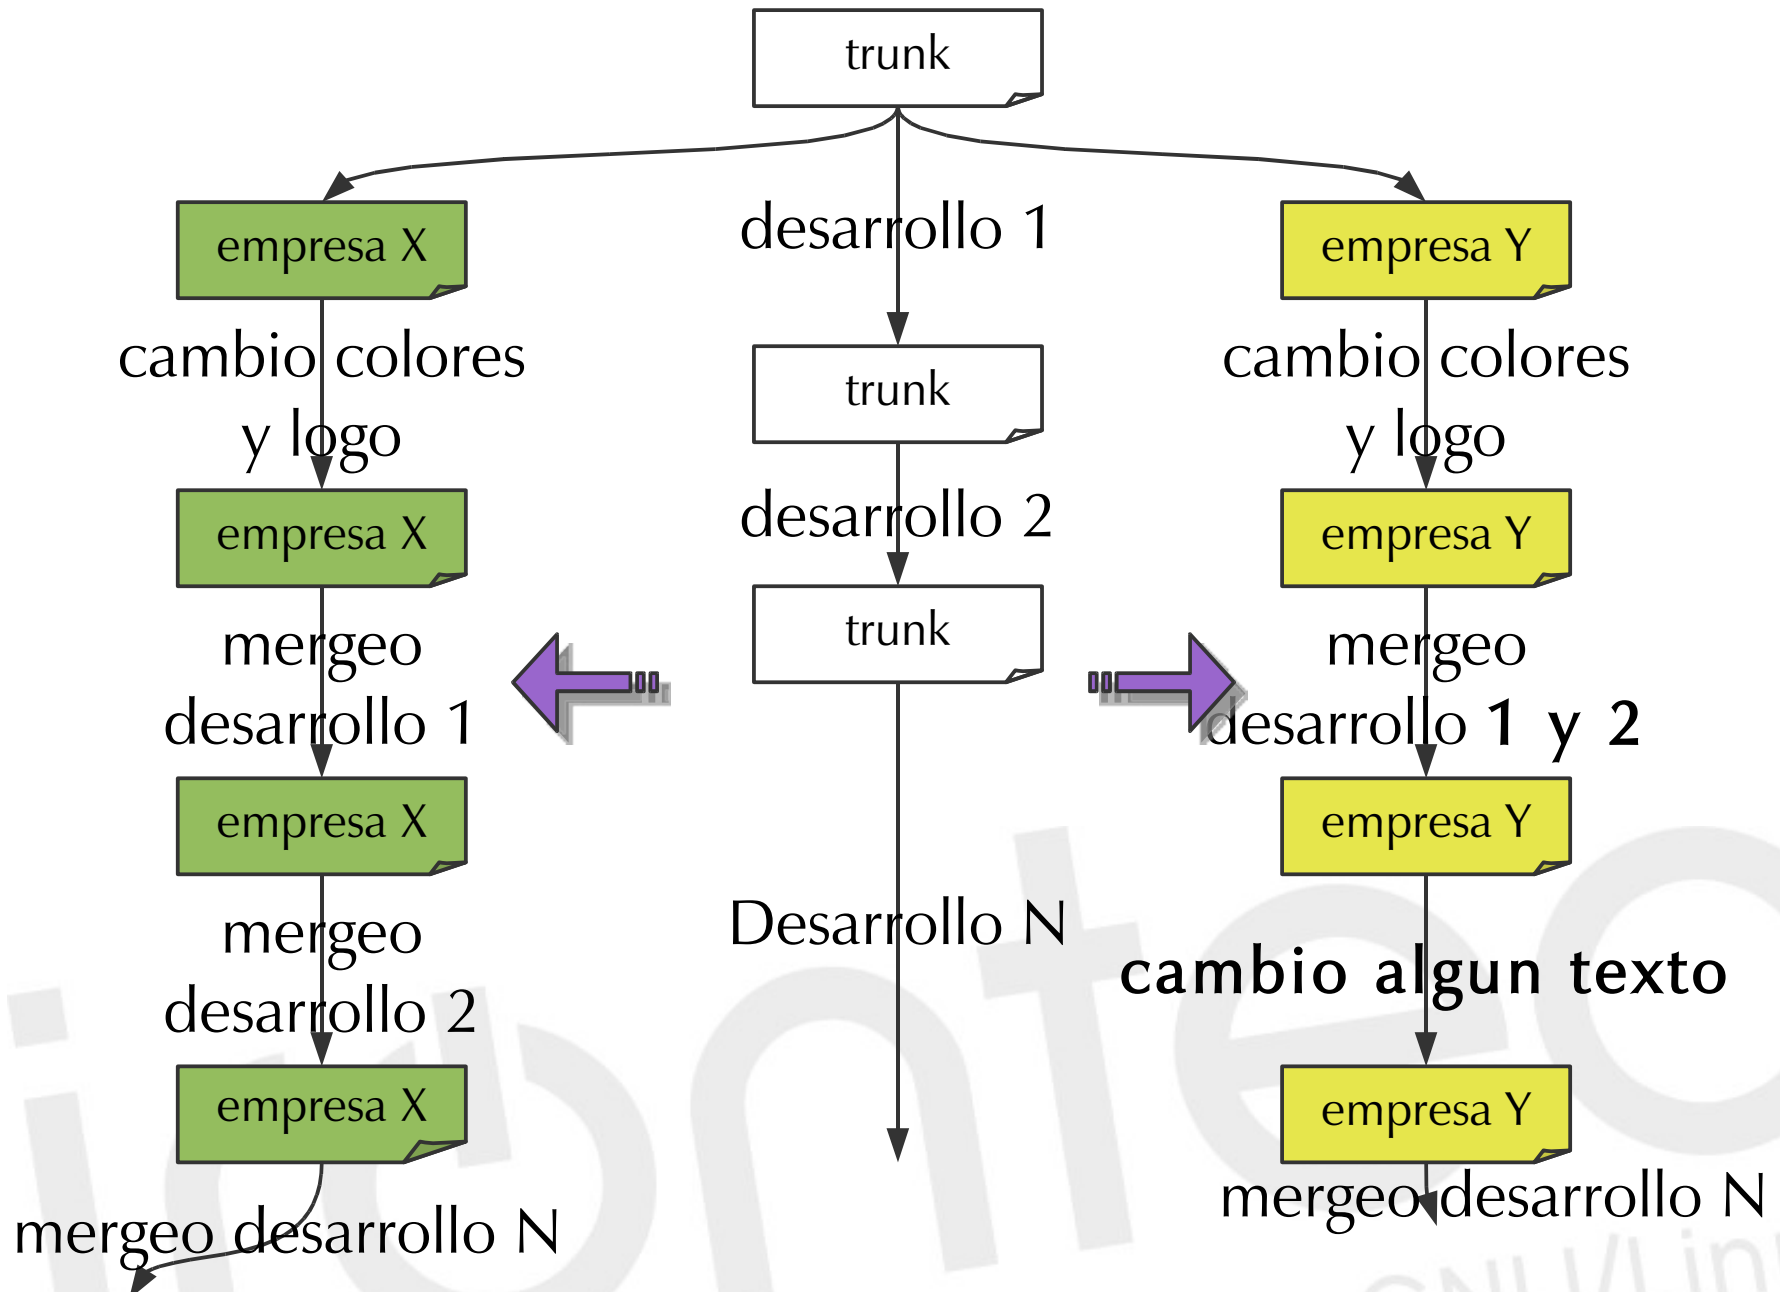 trunk
empresa X
desarrollo 1
empresa Y
cambio colores
y logo
trunk
cambio colores
y logo
empresa X
desarrollo 2
empresa Y
mergeo
desarrollo 1
trunk
mergeo
desarrollo 1 y 2
empresa X
empresa Y
mergeo
desarrollo 2
Desarrollo N
cambio algun texto
empresa X
empresa Y
mergeo desarrollo N
mergeo desarrollo N
irontec